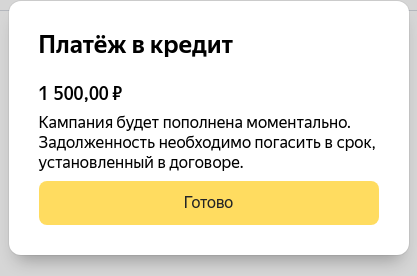 Платёж в кредит
1 500,00 ₽
Кампания будет пополнена моментально.
Задолженность необходимо погасить в срок,
установленный в договоре.
Готово